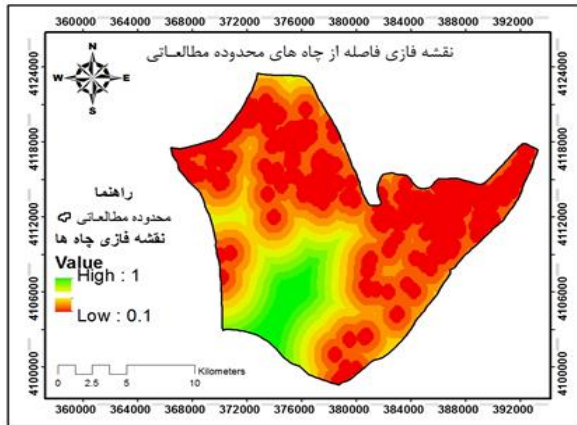 360000 364000 368000 372000 376000 380000 384000 388000 392000
نقشه فازی فاصله از چاه های محدوده مطالعـاتی
N
W E
S
4124000 4124000
4118000 4118000
4112000 4112000
4106000 4106000
4100000 4100000
راهنما
محدوده مطالعـاتی
نقشه فازی چاه ها
Value
High : 1
Low : 0.1
Kilometers
0 2.5 5 10
360000 364000 368000 372000 376000 380000 384000 388000 392000